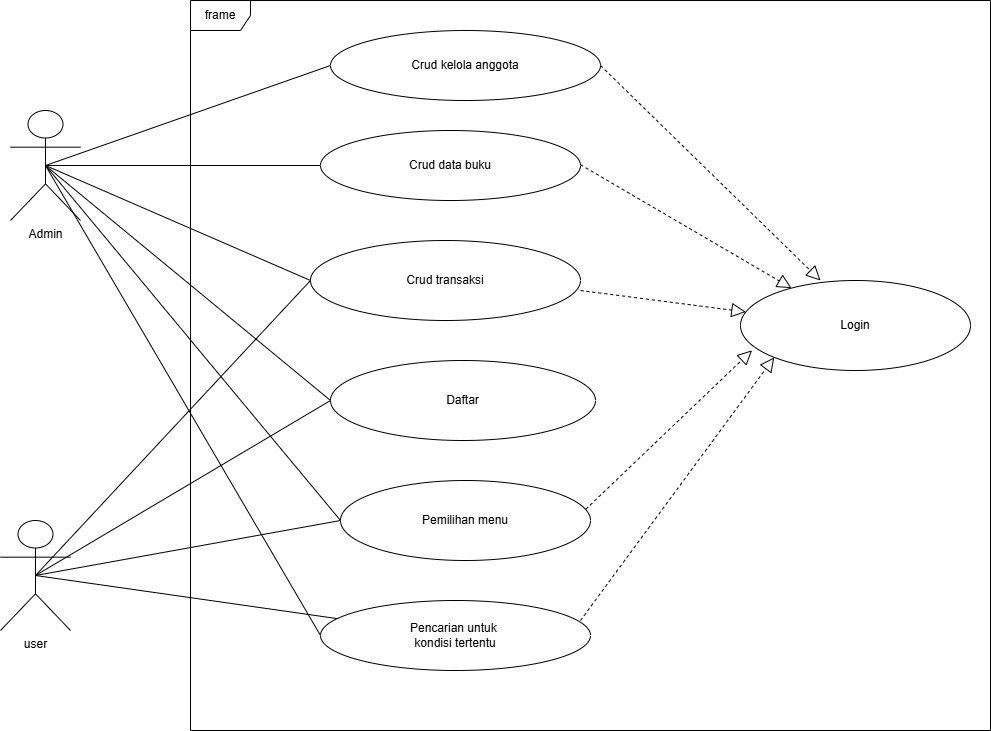 frame
Crud kelola anggota
Crud data buku
Admin
Crud transaksi
Login
Daftar
Pemilihan menu
Pencarian untuk
kondisi tertentu
user